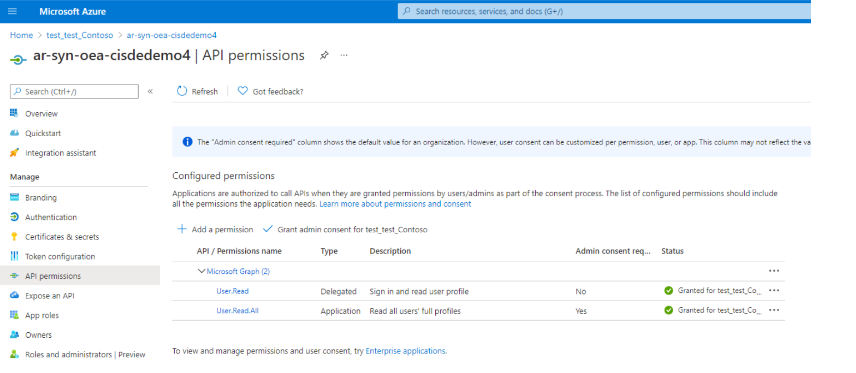 Microsoft Azure
Search resources, services, and docs (G+/)
Home > test_test_Contoso > ar-syn-oea-cisdedemo4
ar-syn-oea-cisdedemo4 | API permissions
Search (Ctrl+/)
«
Refresh
Got feedback?
Overview
Quickstart
Integration assistant
Manage
Branding
Authentication
Certificates & secrets
Token configuration
API permissions
Expose an API
App roles
Owners
Roles and administrators | Preview
The "Admin consent required" column shows the default value for an organization. However, user consent can be customized per permission, user, or app. This column may not reflect the va
Configured permissions
Applications are authorized to call APIs when they are granted permissions by users/admins as part of the consent process. The list of configured permissions should include
all the permissions the application needs. Learn more about permissions and consent
Add a permission Grant admin consent for test_test_Contoso
API / Permissions name Type Description Admin consent req... Status
Microsoft Graph (2)
User.Read Delegated Sign in and read user profile No Granted for test_test_Co...
User.Read.All Application Read all users' full profiles Yes Granted for test_test_Co...
To view and manage permissions and user consent, try Enterprise applications.